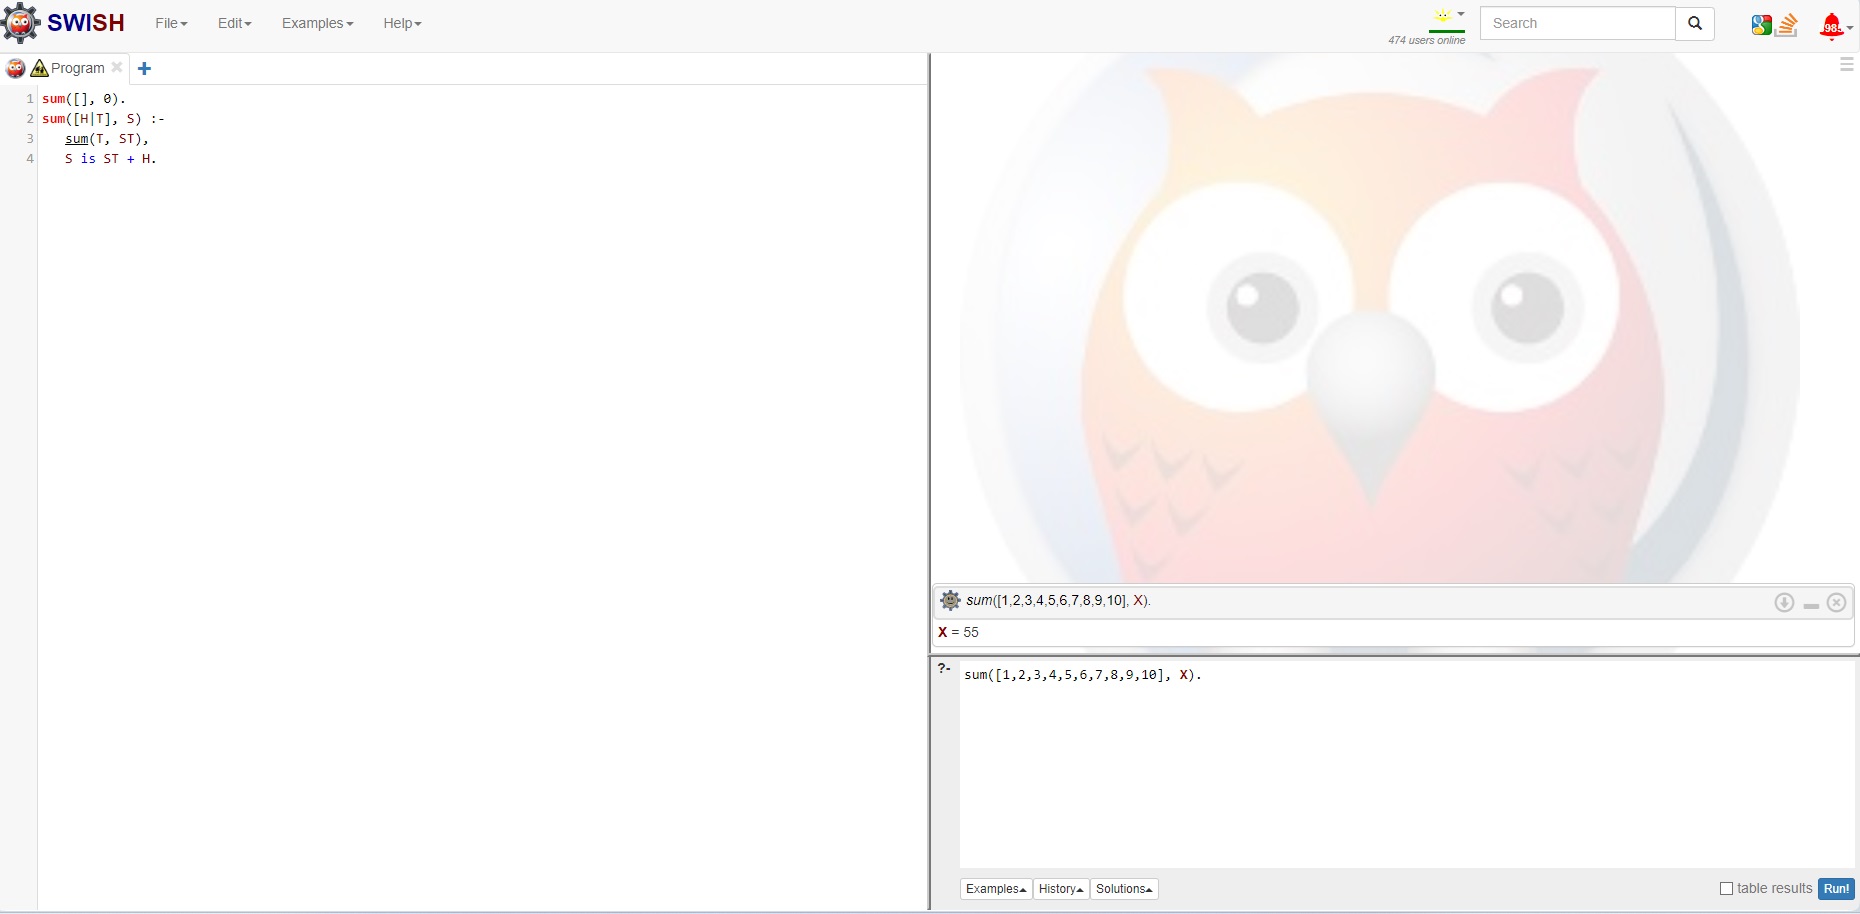 SWISH File Edit Examples Help
474 users online
Search
Program
1 sum([], 0).
2 sum([H|T], S) :-
3 sum(T, ST),
4 S is ST + H.
sum([1,2,3,4,5,6,7,8,9,10], X).
X = 55
?- sum([1,2,3,4,5,6,7,8,9,10], X).
Examples History Solutions
table results Run!